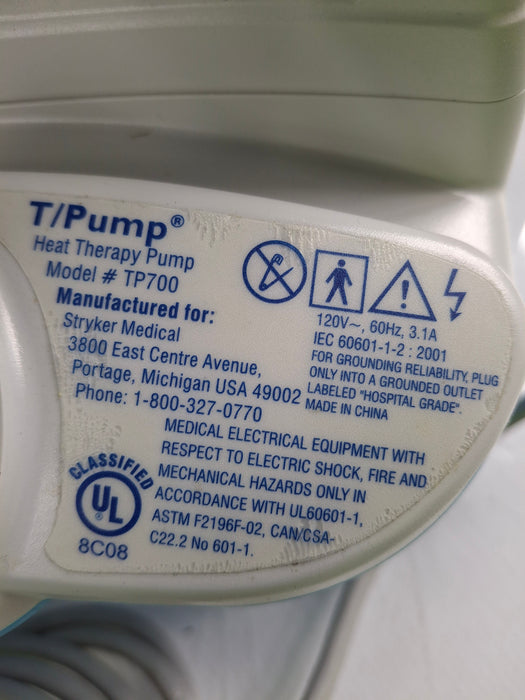 T/Pump®
Heat Therapy Pump
Model # TP700
Manufactured for:
Stryker Medical
3800 East Centre Avenue,
Portage, Michigan USA 49002
Phone: 1-800-327-0770
120V~, 60Hz, 3.1A
IEC 60601-1-2 : 2001
FOR GROUNDING RELIABILITY, PLUG
ONLY INTO A GROUNDED OUTLET
LABELED "HOSPITAL GRADE".
MADE IN CHINA
MEDICAL ELECTRICAL EQUIPMENT WITH
RESPECT TO ELECTRIC SHOCK, FIRE AND
MECHANICAL HAZARDS ONLY IN
ACCORDANCE WITH UL60601-1,
ASTM F2196F-02, CAN/CSA-
C22.2 No 601-1.
CLASSIFIED
UL
®
8C08